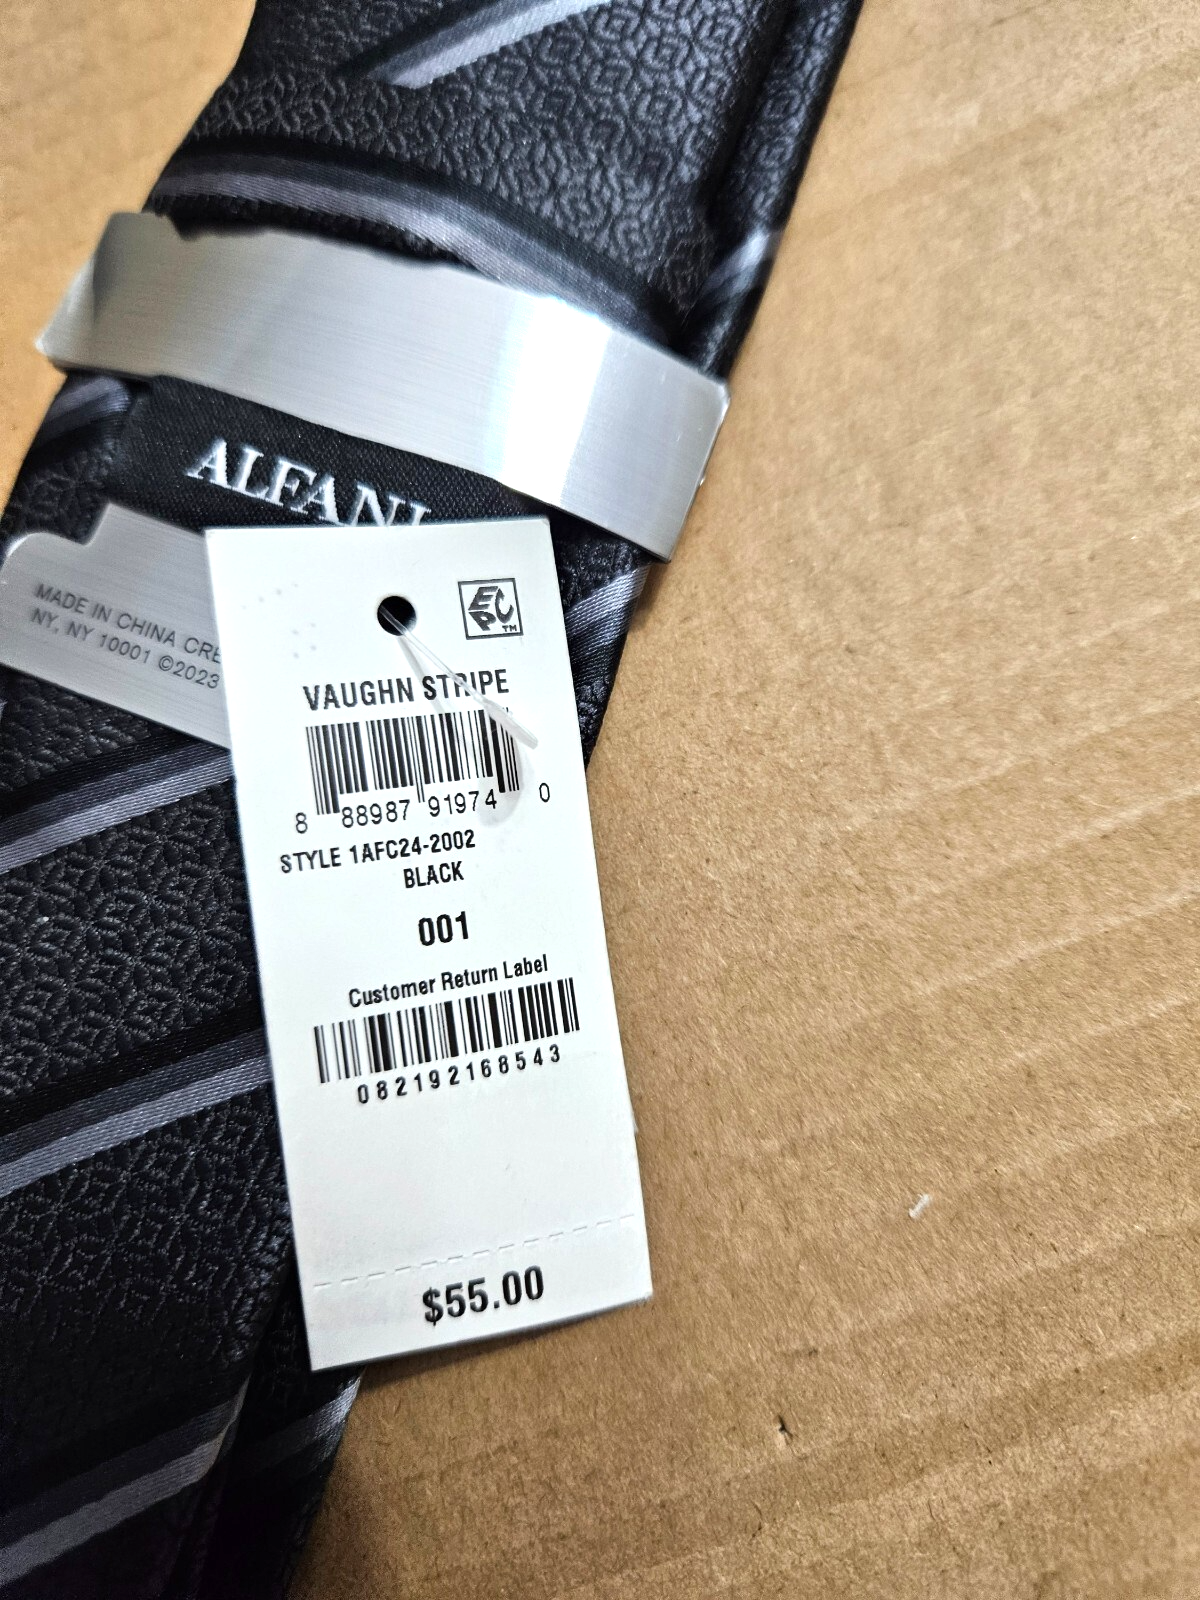 ALFANI
MADE IN CHINA CRE
NY, NY 10001 ©2023
EPC™
VAUGHN STRIPE
8 88987 91974 0
STYLE 1AFC24-2002
BLACK
001
Customer Return Label
082192168543
$55.00